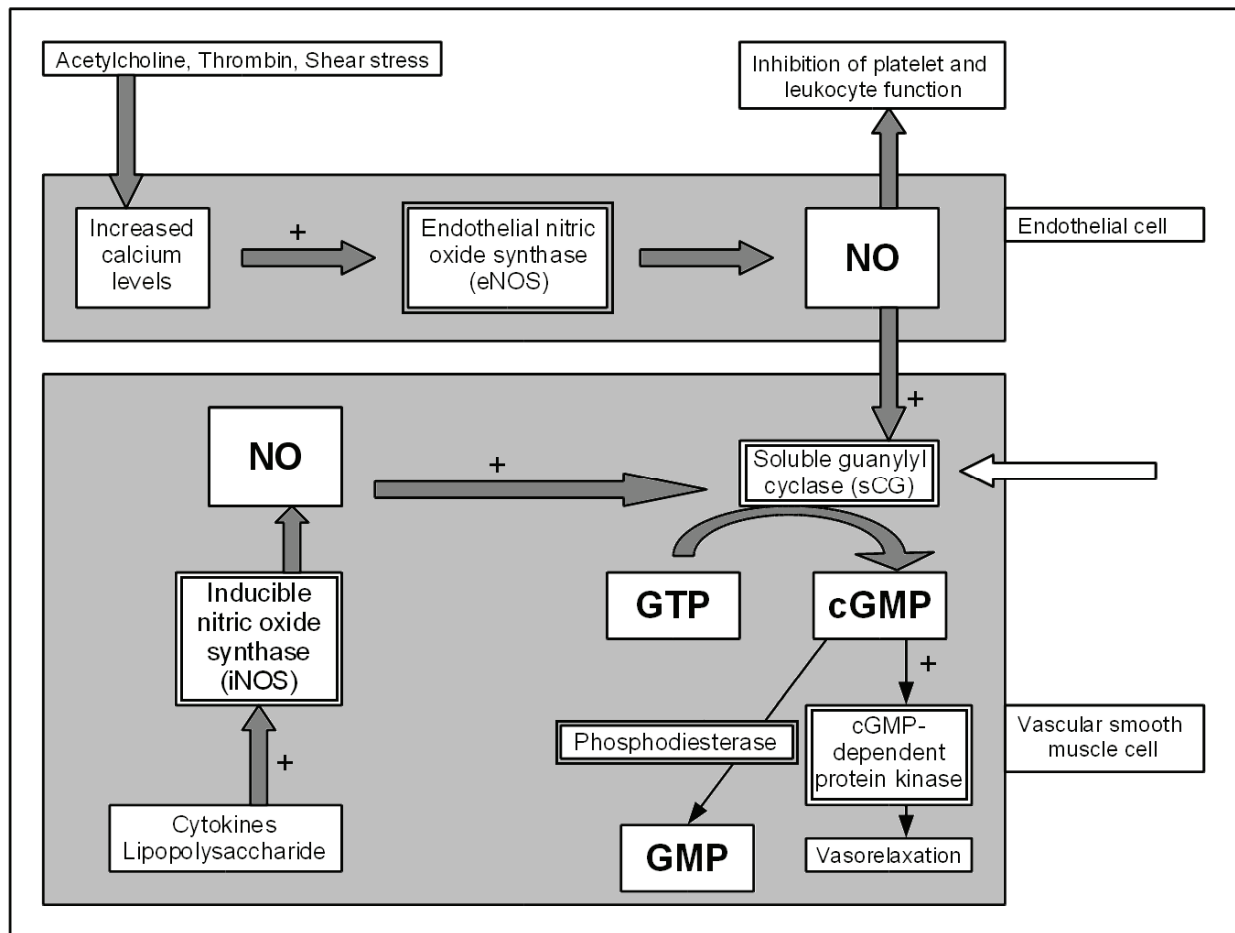 Acetylcholine, Thrombin, Shear stress
Inhibition of platelet and
leukocyte function
Increased
calcium
levels
+
Endothelial nitric
oxide synthase
(eNOS)
NO
Endothelial cell
+
NO
+
Soluble guanylyl
cyclase (sCG)
GTP
cGMP
Inducible
nitric oxide
synthase
(iNOS)
+
Phosphodiesterase
cGMP-
dependent
protein kinase
Vascular smooth
muscle cell
+
Cytokines
Lipopolysaccharide
GMP
Vasorelaxation